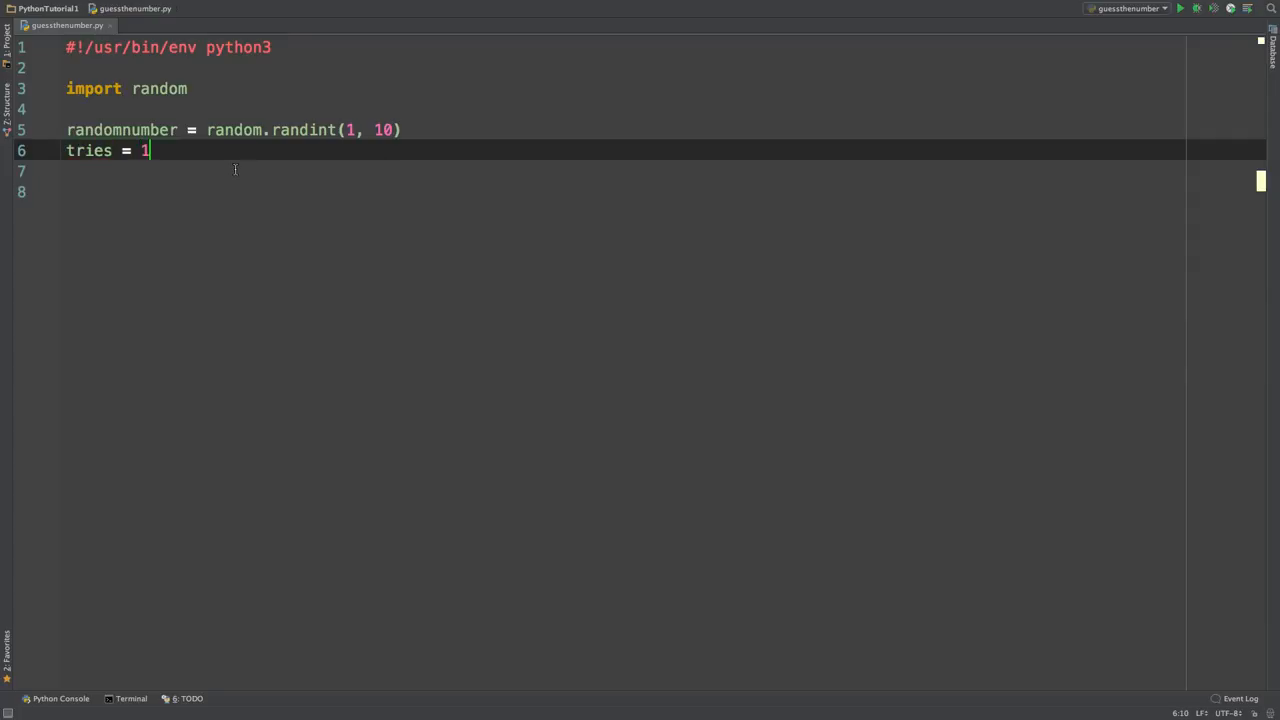 PythonTutorial1 guessthenumber.py guessthenumber
guessthenumber.py
1: Project
Z: Structure
2: Favorites
Database
1 #!/usr/bin/env python3
2
3 import random
4
5 randomnumber = random.randint(1, 10)
6 tries = 1
7
8
Python Console Terminal 6: TODO Event Log
6:10 LF÷ UTF-8÷